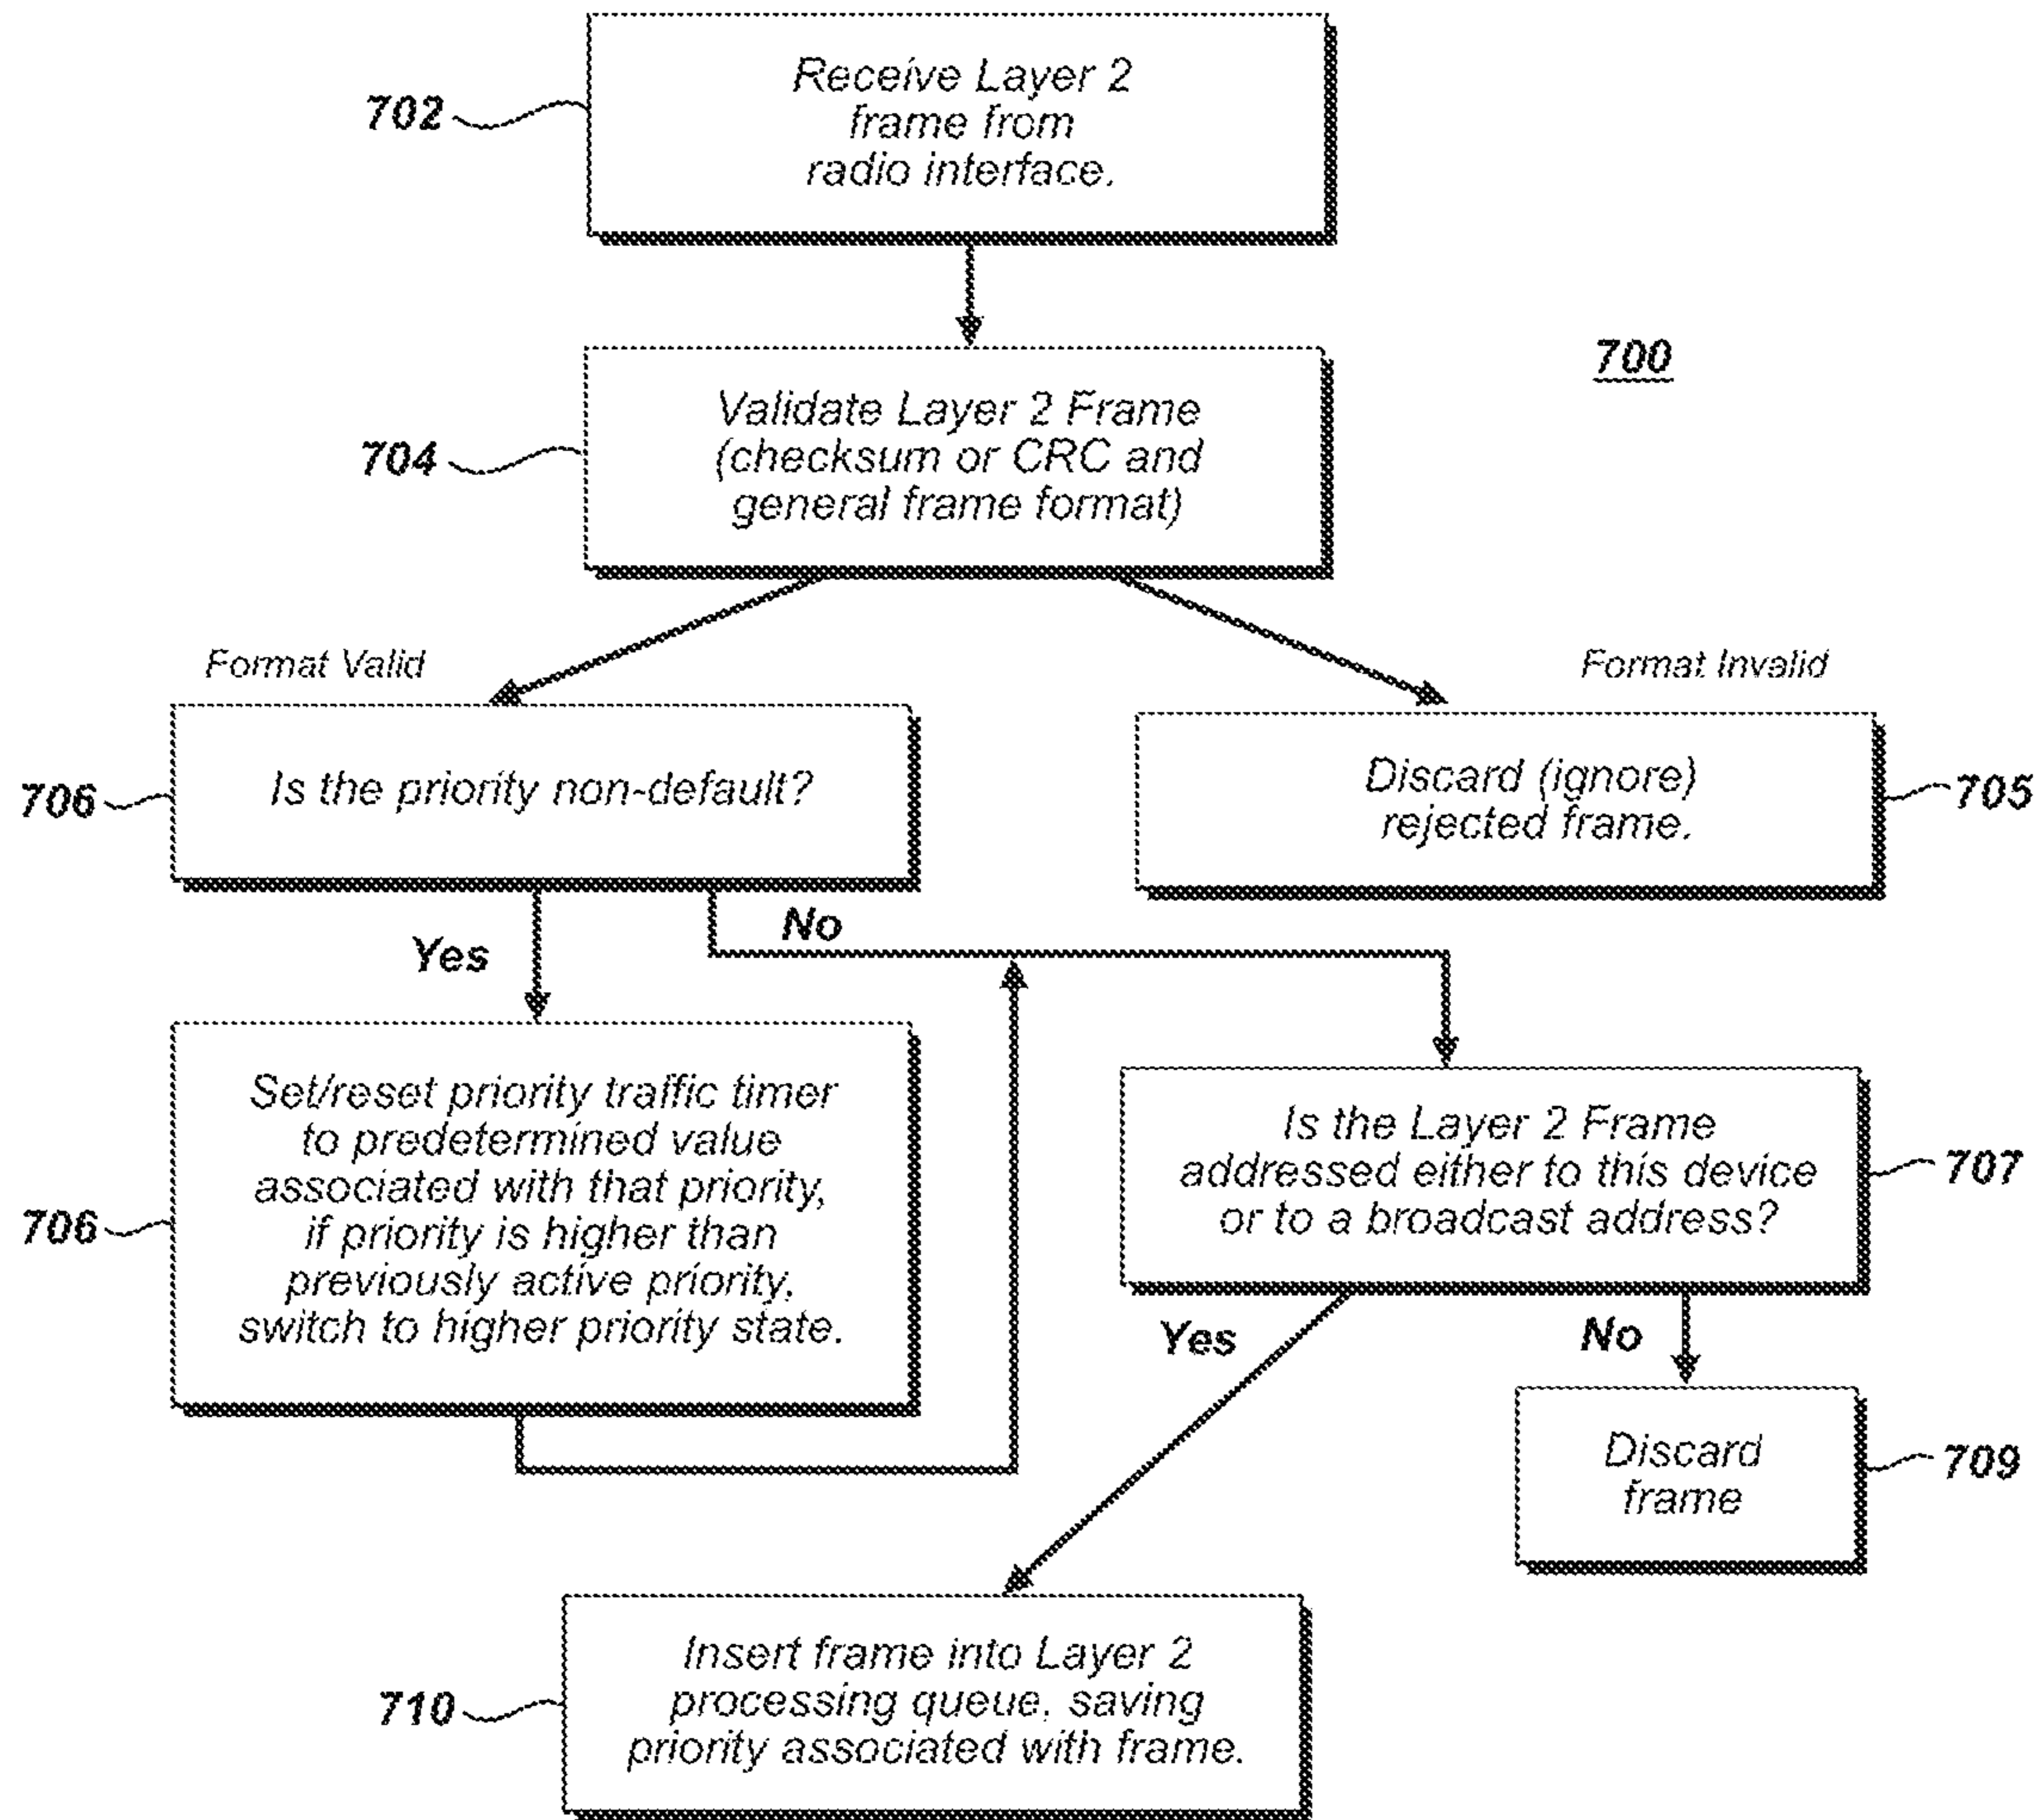 702
Receive Layer 2
frame from
radio interface.
700
704
Validate Layer 2 Frame
(checksum or CRC and
general frame format)
Format Valid
Format Invalid
706
Is the priority non-default?
Discard (ignore)
rejected frame.
705
Yes
No
706
Set/reset priority traffic timer
to predetermined value
associated with that priority,
if priority is higher than
previously active priority,
switch to higher priority state.
Is the Layer 2 Frame
addressed either to this device
or to a broadcast address?
707
Yes
No
Discard
frame
709
710
Insert frame into Layer 2
processing queue, saving
priority associated with frame.